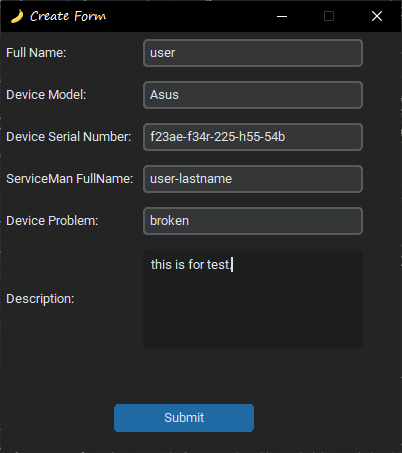 Create Form
Full Name: user
Device Model: Asus
Device Serial Number: f23ae-f34r-225-h55-54b
ServiceMan FullName: user-lastname
Device Problem: broken
Description: this is for test.
Submit